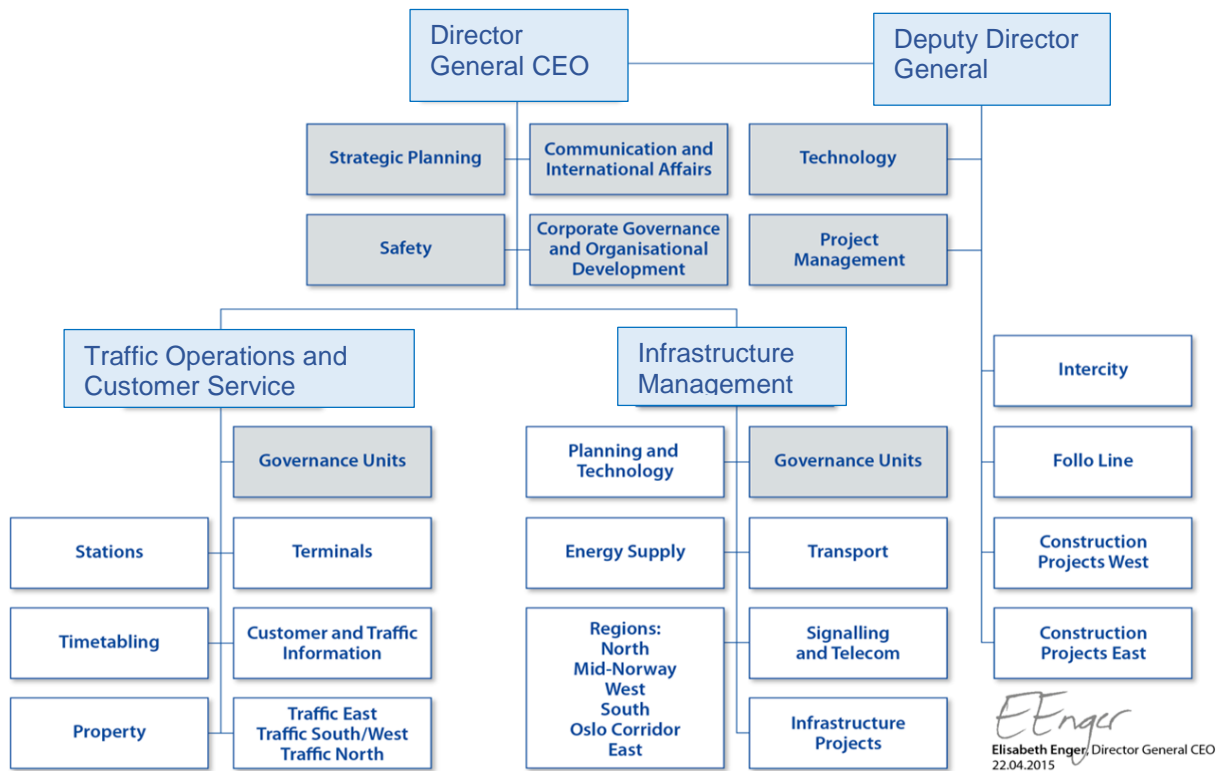 Director
General CEO
Deputy Director
General
Strategic Planning
Communication and
International Affairs
Technology
Safety
Corporate Governance
and Organisational
Development
Project
Management
Traffic Operations and
Customer Service
Infrastructure
Management
Intercity
Governance Units
Planning and
Technology
Governance Units
Follo Line
Stations
Terminals
Energy Supply
Transport
Construction
Projects West
Timetabling
Customer and Traffic
Information
Regions:
North
Mid-Norway
West
South
Oslo Corridor
East
Signalling
and Telecom
Construction
Projects East
Property
Traffic East
Traffic South/West
Traffic North
Infrastructure
Projects
EEnger
Elisabeth Enger, Director General CEO
22.04.2015